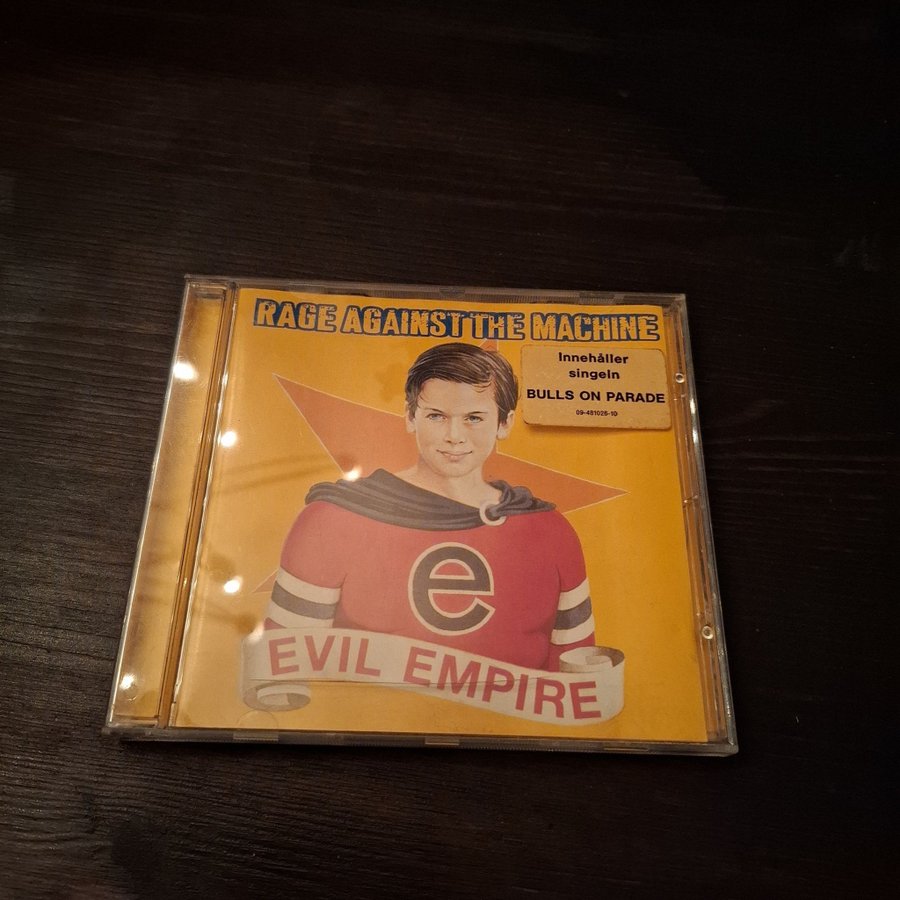 RAGE AGAINST THE MACHINE
Innehåller
singeln
BULLS ON PARADE
09-481026-10
e
EVIL EMPIRE